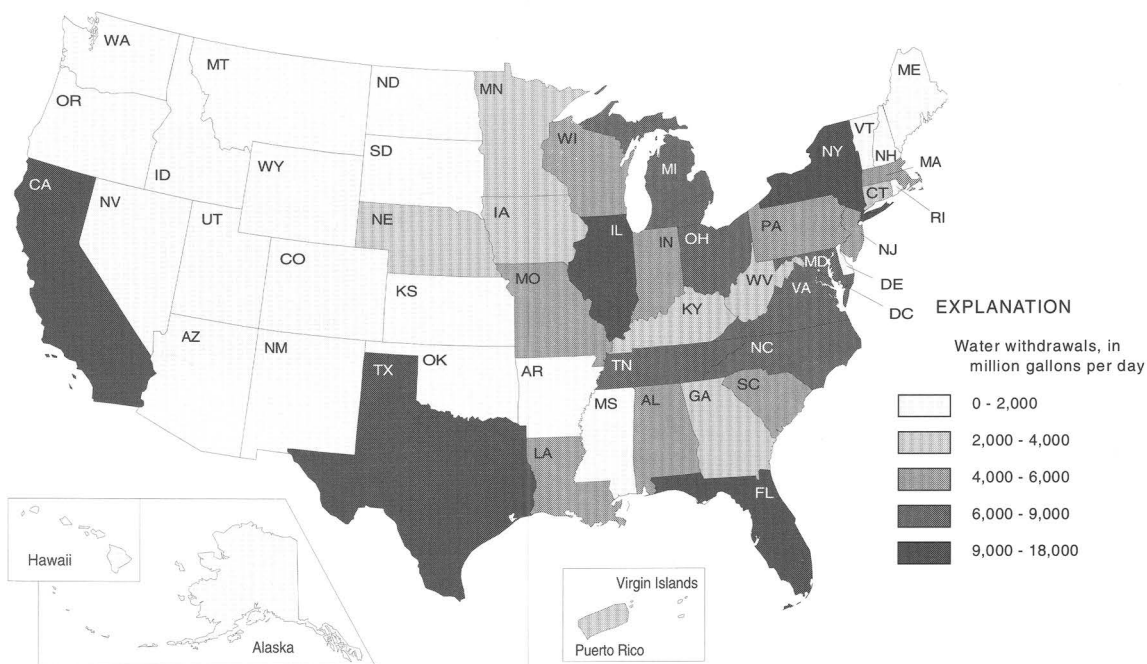 WA
MT
ND
MN
ME
OR
VT
WI
NY
SD
MI
NH
MA
WY
ID
CA
CT
NV
NE
IA
RI
UT
PA
IL
OH
IN
NJ
CO
MD
MO
WV
DE
KS
VA
KY
DC
EXPLANATION
AZ
NM
OK
NC
TN
Water withdrawals, in
million gallons per day
TX
AR
SC
MS
AL
GA
0 - 2,000
2,000 - 4,000
LA
4,000 - 6,000
FL
6,000 - 9,000
9,000 - 18,000
Hawaii
Virgin Islands
Alaska
Puerto Rico